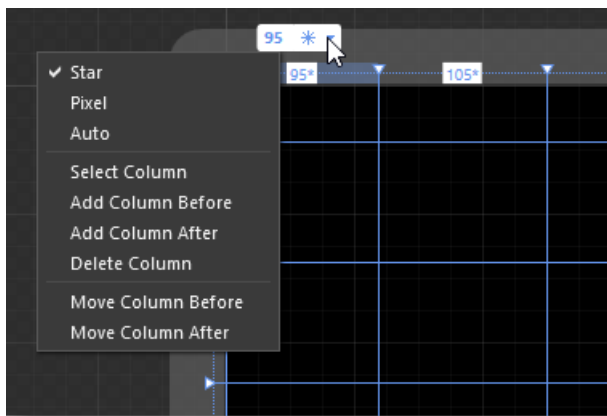 95 *
95*
105*
Star
Pixel
Auto
Select Column
Add Column Before
Add Column After
Delete Column
Move Column Before
Move Column After